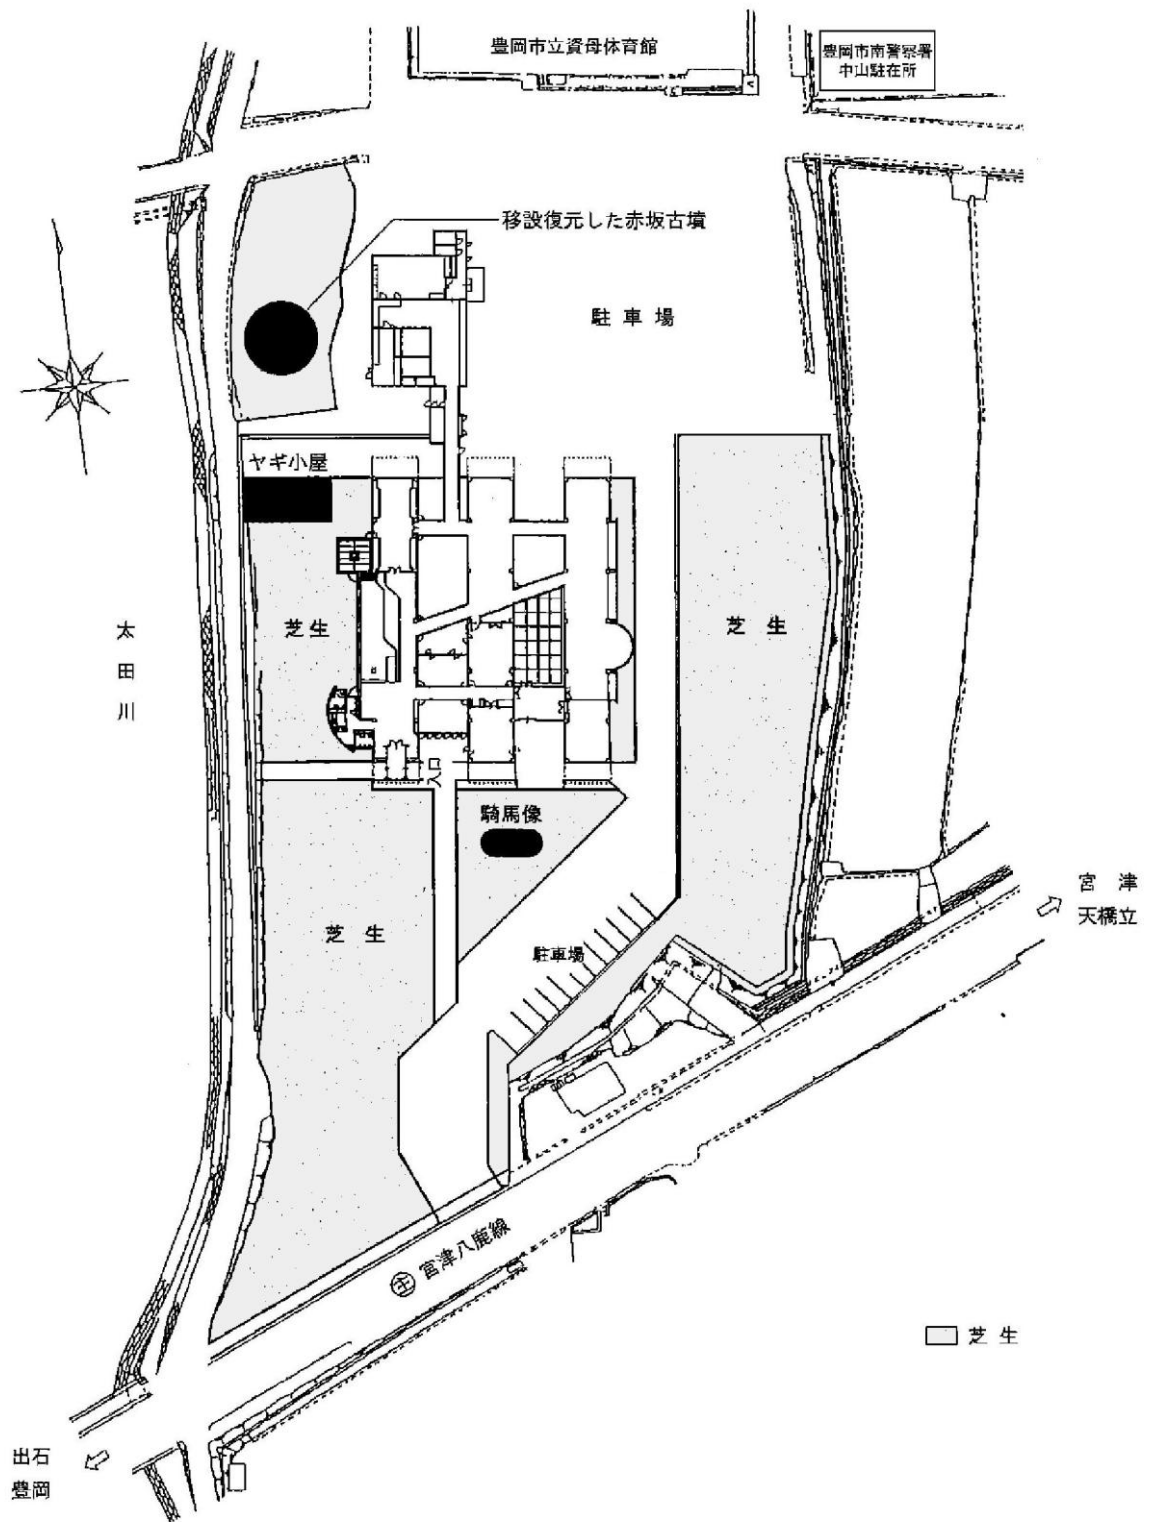 豊岡市立資母体育館
豊岡市南警察署
中山駐在所
移設復元した赤坂古墳
駐車場
ヤギ小屋
芝生
芝生
太田川
入口
騎馬像
芝生
駐車場
宮津
天橋立
主 宮津八鹿線
芝生
出石
豊岡